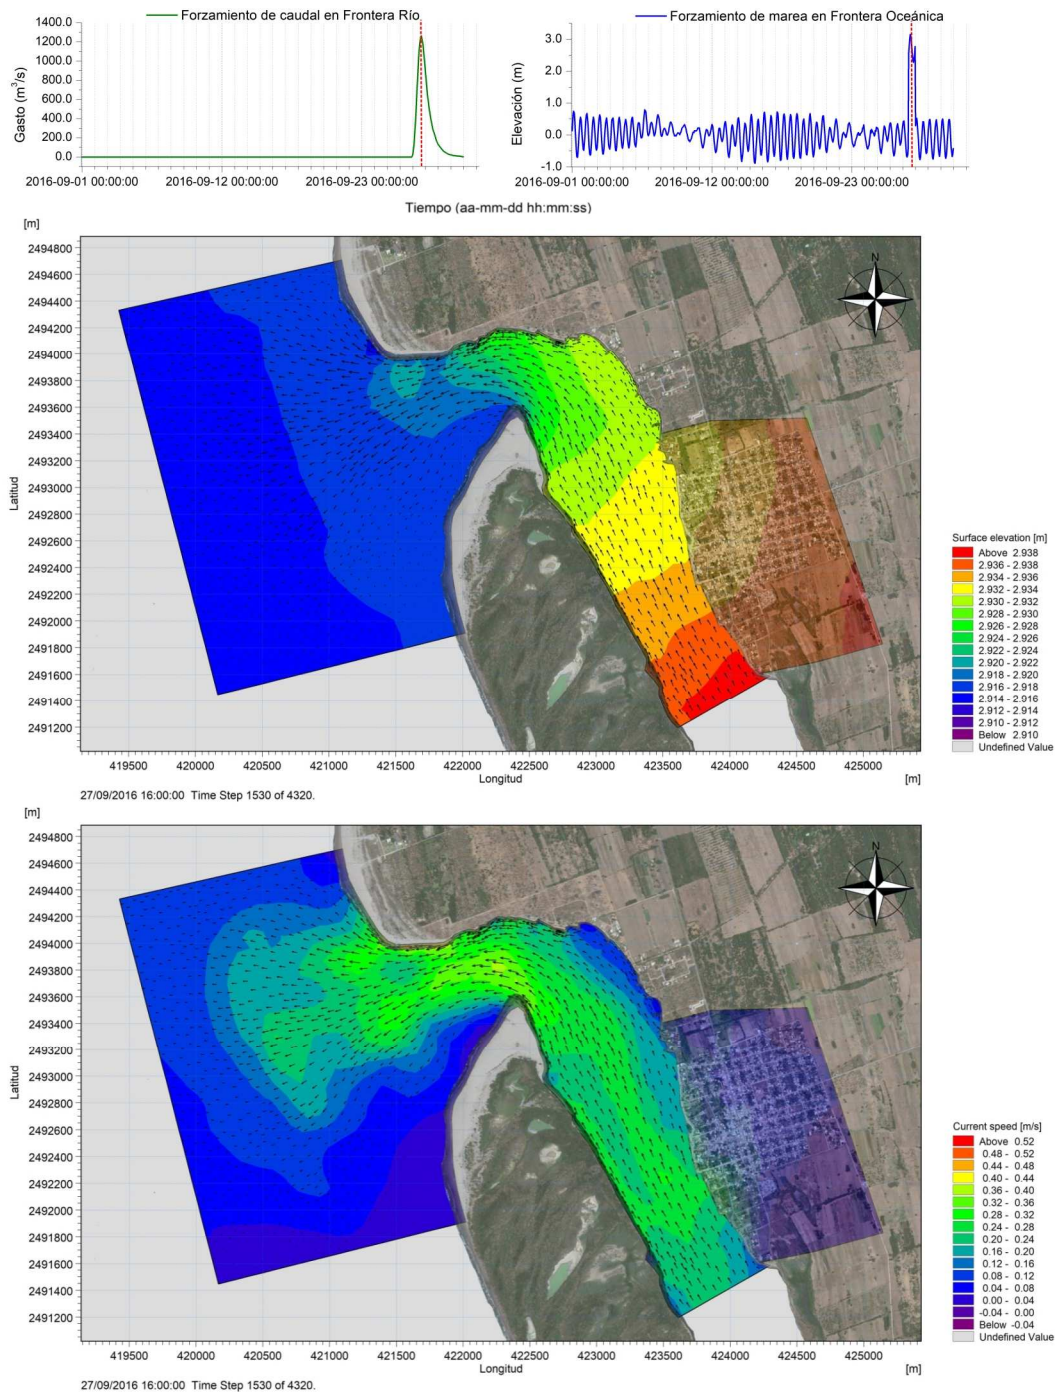 Forzamiento de caudal en Frontera Río
Gasto (m³/s)
1400.0
1200.0
1000.0
800.0
600.0
400.0
200.0
0.0
2016-09-01 00:00:00 2016-09-12 00:00:00 2016-09-23 00:00:00
Forzamiento de marea en Frontera Oceánica
Elevación (m)
3.0
2.0
1.0
0.0
-1.0
2016-09-01 00:00:00 2016-09-12 00:00:00 2016-09-23 00:00:00
Tiempo (aa-mm-dd hh:mm:ss)
[m]
2494800
2494600
2494400
2494200
2494000
2493800
2493600
2493400
2493200
2493000
2492800
2492600
2492400
2492200
2492000
2491800
2491600
2491400
2491200
Latitud
N
419500 420000 420500 421000 421500 422000 422500 423000 423500 424000 424500 425000
Longitud
[m]
27/09/2016 16:00:00 Time Step 1530 of 4320.
Surface elevation [m]
Above 2.938
2.936 - 2.938
2.934 - 2.936
2.932 - 2.934
2.930 - 2.932
2.928 - 2.930
2.926 - 2.928
2.924 - 2.926
2.922 - 2.924
2.920 - 2.922
2.918 - 2.920
2.916 - 2.918
2.914 - 2.916
2.912 - 2.914
2.910 - 2.912
Below 2.910
Undefined Value
[m]
2494800
2494600
2494400
2494200
2494000
2493800
2493600
2493400
2493200
2493000
2492800
2492600
2492400
2492200
2492000
2491800
2491600
2491400
2491200
Latitud
N
419500 420000 420500 421000 421500 422000 422500 423000 423500 424000 424500 425000
Longitud
[m]
27/09/2016 16:00:00 Time Step 1530 of 4320.
Current speed [m/s]
Above 0.52
0.48 - 0.52
0.44 - 0.48
0.40 - 0.44
0.36 - 0.40
0.32 - 0.36
0.28 - 0.32
0.24 - 0.28
0.20 - 0.24
0.16 - 0.20
0.12 - 0.16
0.08 - 0.12
0.04 - 0.08
0.00 - 0.04
-0.04 - 0.00
Below -0.04
Undefined Value